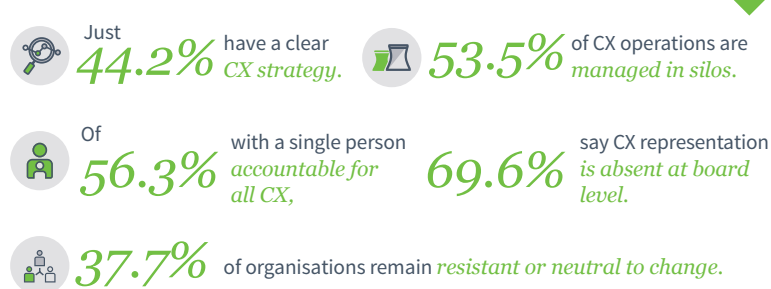 Just
44.2% have a clear
CX strategy.
53.5% of CX operations are
managed in silos.
Of
56.3% with a single person
accountable for
all CX,
69.6% say CX representation
is absent at board
level.
37.7% of organisations remain resistant or neutral to change.